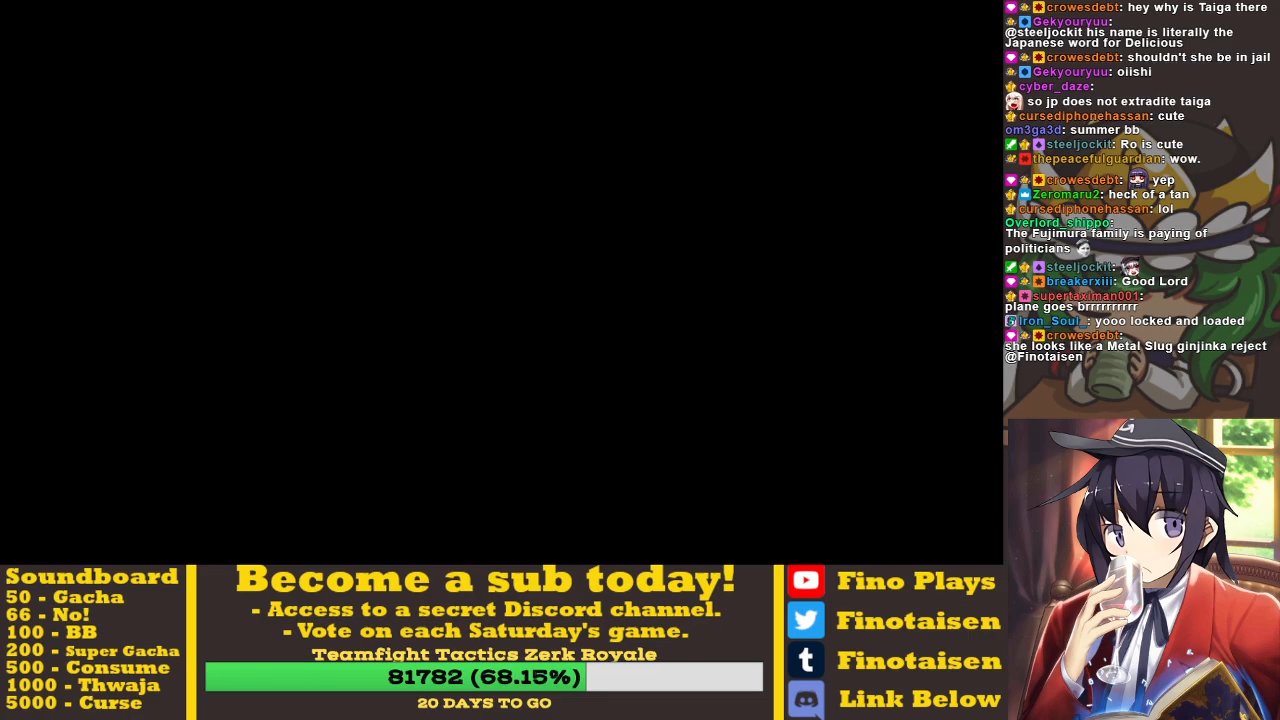 crowesdebt: hey why is Taiga there
Gekyouryuu:
@steeljockit his name is literally the
Japanese word for Delicious
crowesdebt: shouldn't she be in jail
Gekyouryuu: oiishi
cyber_daze:
so jp does not extradite taiga
cursediphonehassan: cute
om3ga3d: summer bb
steeljockit: Ro is cute
thepeacefulguardian: wow.
crowesdebt: yep
Zeromaru2: heck of a tan
cursediphonehassan: lol
Overlord_shippo:
The Fujimura family is paying of
politicians
steeljockit:
breakerxiii: Good Lord
supertaximan001:
plane goes brrrrrrrrrr
Iron_Soul_: yooo locked and loaded
crowesdebt:
she looks like a Metal Slug ginjinka reject
@Finotaisen
Soundboard
50 - Gacha
66 - No!
100 - BB
200 - Super Gacha
500 - Consume
1000 - Thwaja
5000 - Curse
Become a sub today!
- Access to a secret Discord channel.
- Vote on each Saturday's game.
Teamfight Tactics Zerk Royale
81782 (68.15%)
20 DAYS TO GO
Fino Plays
Finotaisen
Finotaisen
Link Below